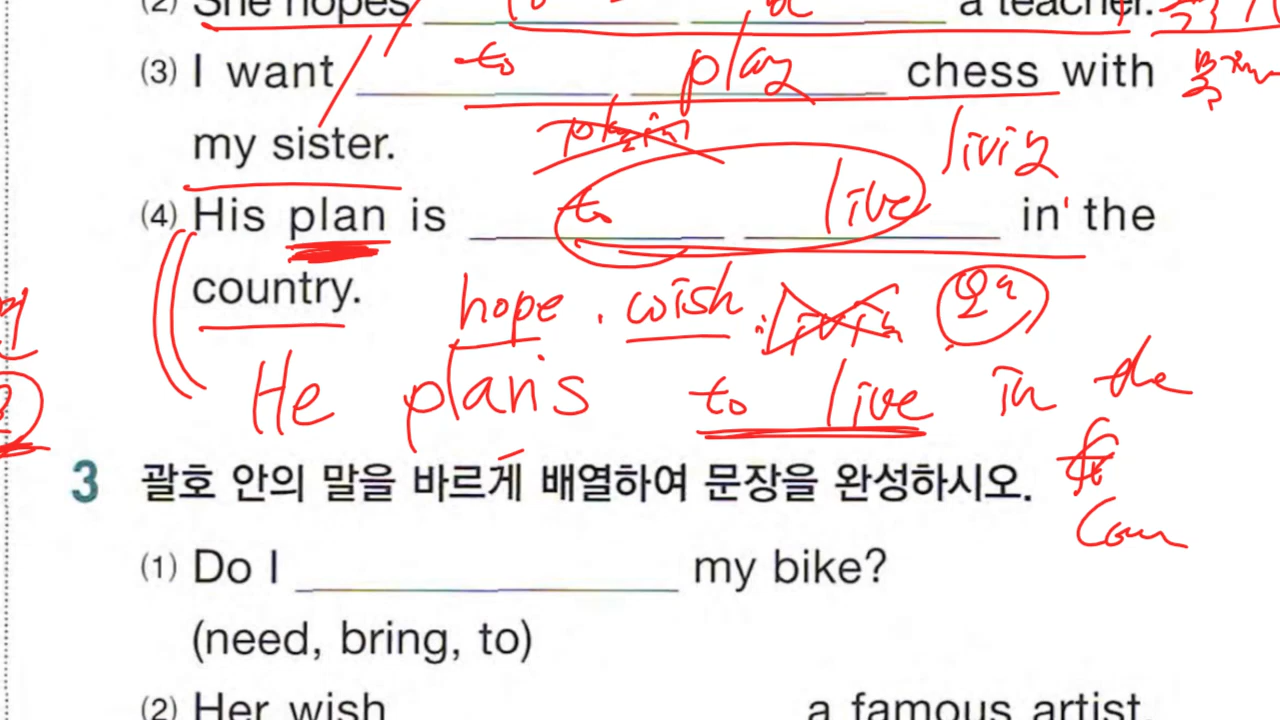 (2) She hopes to be a teacher.
(3) I want to play chess with
my sister.
living
(4) His plan is to live in the
country.
hope . wish
He plans to live in the
3 괄호 안의 말을 바르게 배열하여 문장을 완성하시오.
Coun
(1) Do I my bike?
(need, bring, to)
(2) Her wish a famous artist.